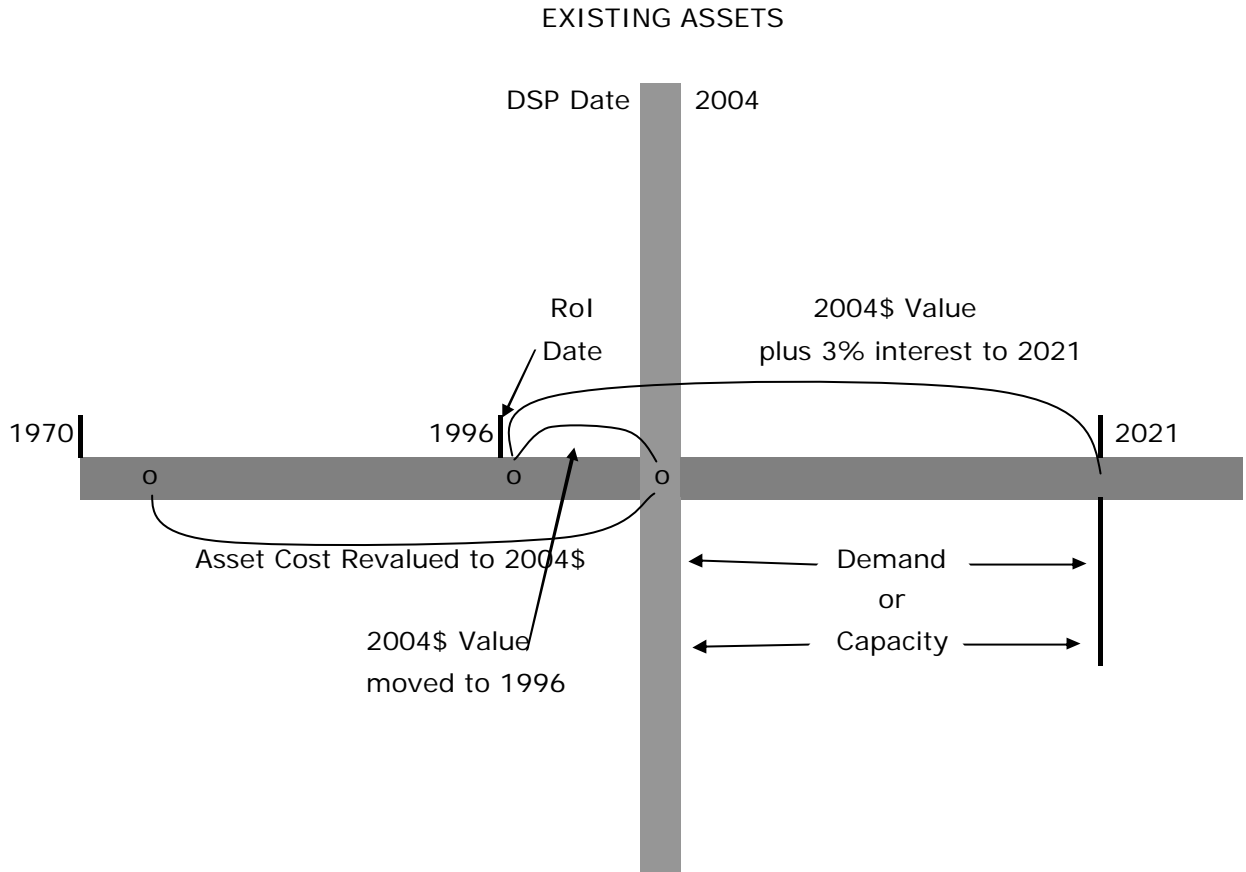 EXISTING ASSETS
DSP Date 2004
RoI
Date
2004$ Value
plus 3% interest to 2021
1970
1996
2021
o o o
Asset Cost Revalued to 2004$
Demand
or
Capacity
2004$ Value
moved to 1996